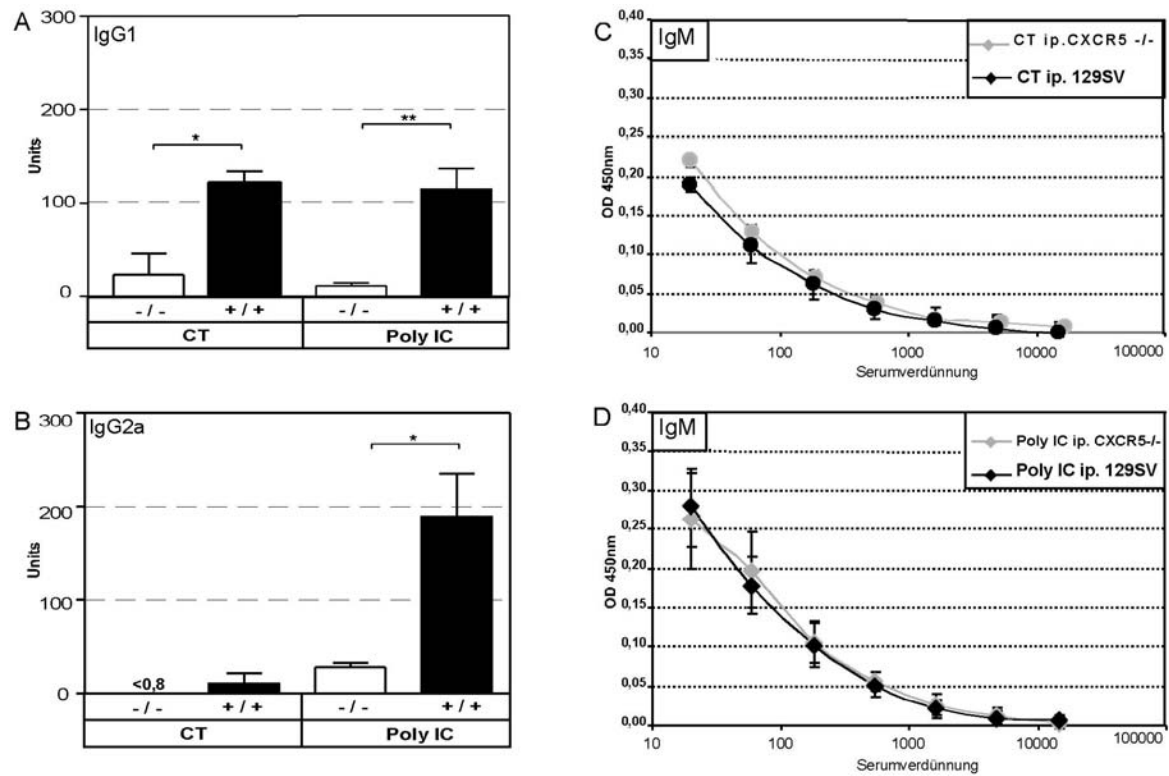 A
IgG1
300
200
100
0
Units
*
**
- / -
+ / +
- / -
+ / +
CT
Poly IC
B
IgG2a
300
200
100
0
Units
*
<0,8
- / -
+ / +
- / -
+ / +
CT
Poly IC
C
IgM
CT ip.CXCR5 -/-
CT ip. 129SV
0,40
0,35
0,30
0,25
0,20
0,15
0,10
0,05
0,00
OD 450nm
10
100
1000
10000
100000
Serumverdünnung
D
IgM
Poly IC ip. CXCR5-/-
Poly IC ip. 129SV
0,40
0,35
0,30
0,25
0,20
0,15
0,10
0,05
0,00
OD 450nm
10
100
1000
10000
100000
Serumverdünnung